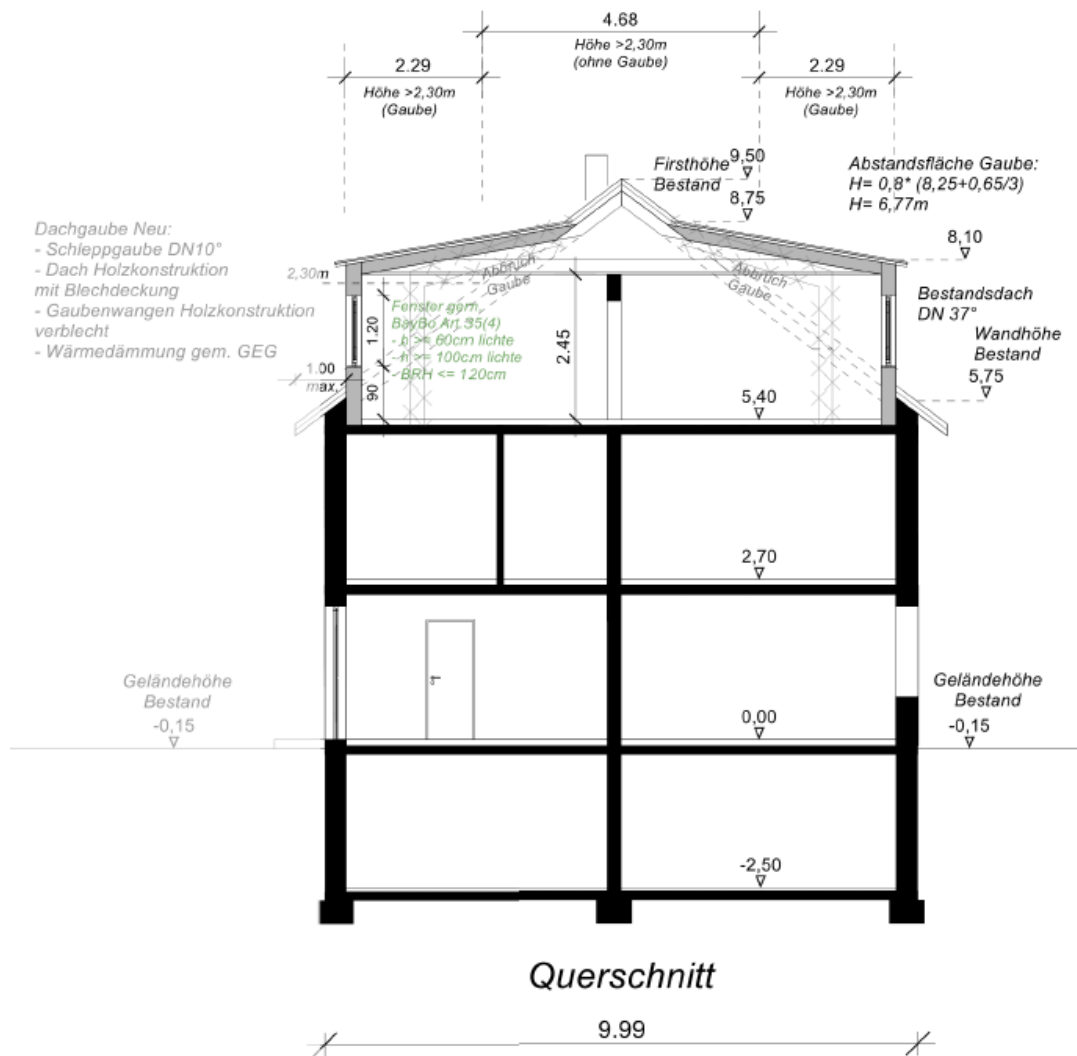 4.68
Höhe >2,30m
(ohne Gaube)
2.29
Höhe >2,30m
(Gaube)
2.29
Höhe >2,30m
(Gaube)
Firsthöhe
Bestand
9,50
8,75
Abstandsfläche Gaube:
H= 0,8* (8,25+0,65/3)
H= 6,77m
8,10
Dachgaube Neu:
- Schleppgaube DN10°
- Dach Holzkonstruktion
mit Blechdeckung
- Gaubenwangen Holzkonstruktion
verblecht
- Wärmedämmung gem. GEG
2,30m
Abbruch
Gaube
Abbruch
Gaube
Fenster gem.
BayBo Art.35(4)
- b >= 60cm lichte
- h >= 100cm lichte
- BRH <= 120cm
1.20
90
2.45
1.00
max.
Bestandsdach
DN 37°
Wandhöhe
Bestand
5,75
5,40
2,70
Geländehöhe
Bestand
-0,15
0,00
Geländehöhe
Bestand
-0,15
-2,50
Querschnitt
9.99